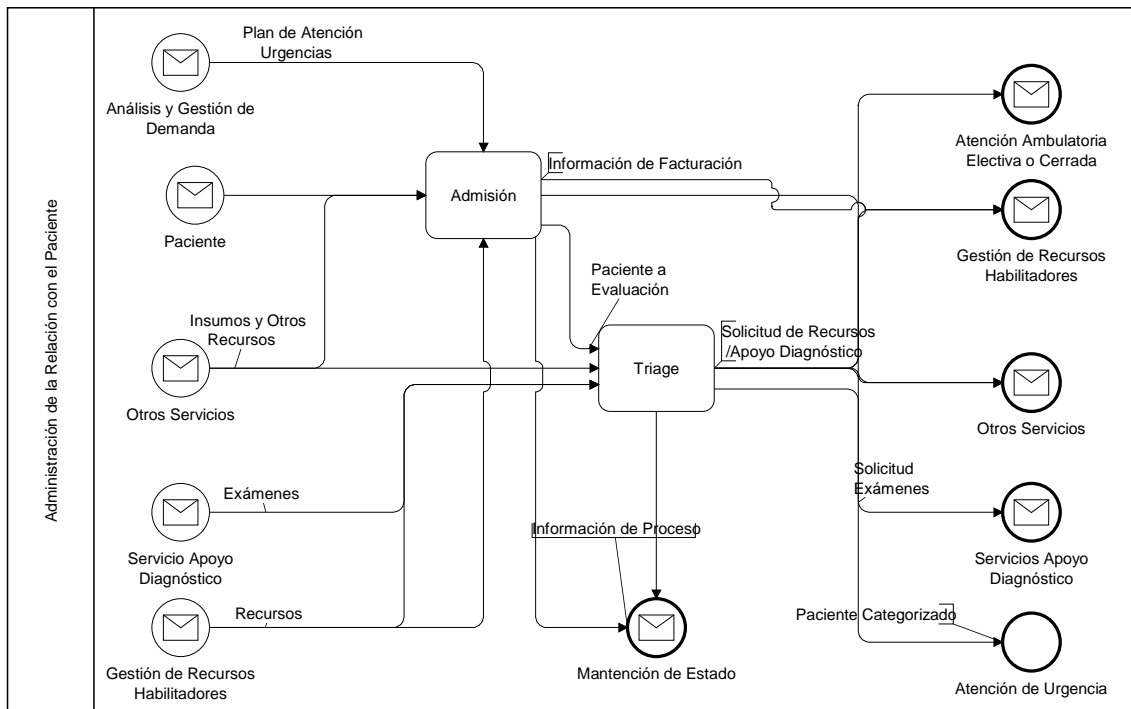 Administración de la Relación con el Paciente
Plan de Atención
Urgencias
Análisis y Gestión de
Demanda
Atención Ambulatoria
Electiva o Cerrada
Información de Facturación
Admisión
Paciente
Gestión de Recursos
Habilitadores
Paciente a
Evaluación
Insumos y Otros
Recursos
Solicitud de Recursos
/Apoyo Diagnóstico
Triage
Otros Servicios
Otros Servicios
Solicitud
Exámenes
Exámenes
Información de Proceso
Servicio Apoyo
Diagnóstico
Servicios Apoyo
Diagnóstico
Recursos
Paciente Categorizado
Gestión de Recursos
Habilitadores
Mantención de Estado
Atención de Urgencia